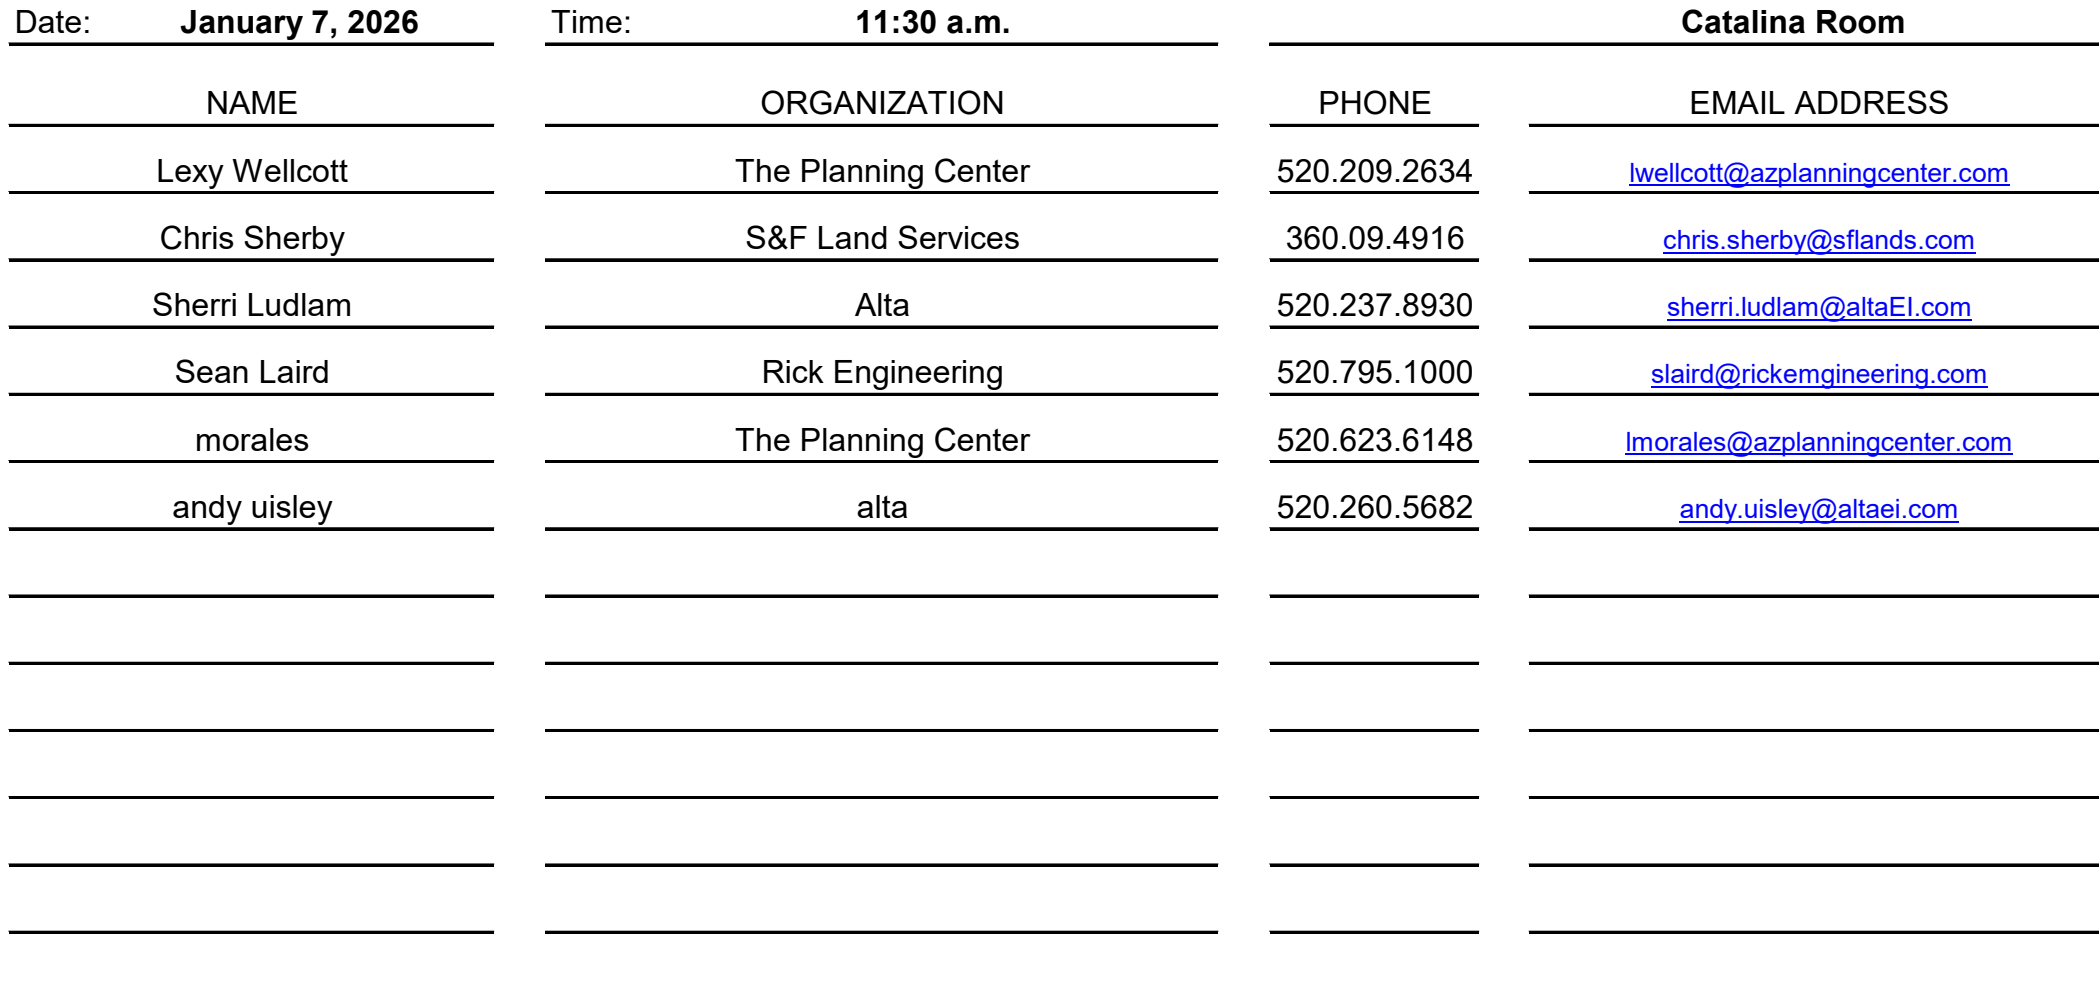 Date: January 7, 2026 Time: 11:30 a.m. Catalina Room
NAME ORGANIZATION PHONE EMAIL ADDRESS
Lexy Wellcott The Planning Center 520.209.2634 lwellcott@azplanningcenter.com
Chris Sherby S&F Land Services 360.09.4916 chris.sherby@sflands.com
Sherri Ludlam Alta 520.237.8930 sherri.ludlam@altaEI.com
Sean Laird Rick Engineering 520.795.1000 slaird@rickemgineering.com
morales The Planning Center 520.623.6148 lmorales@azplanningcenter.com
andy uisley alta 520.260.5682 andy.uisley@altaei.com